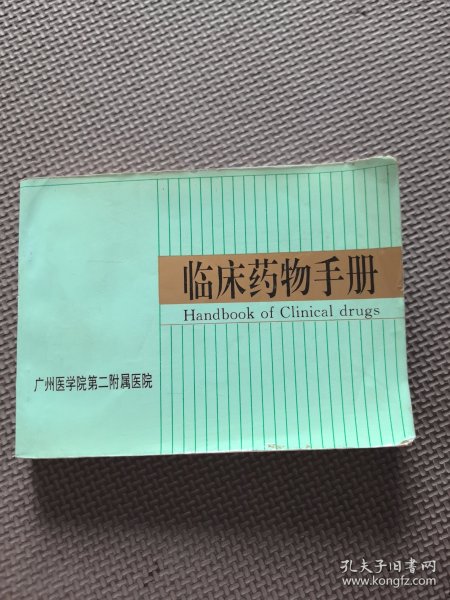 临床药物手册
Handbook of Clinical drugs
广州医学院第二附属医院
孔夫子旧书网
www.kongfz.com